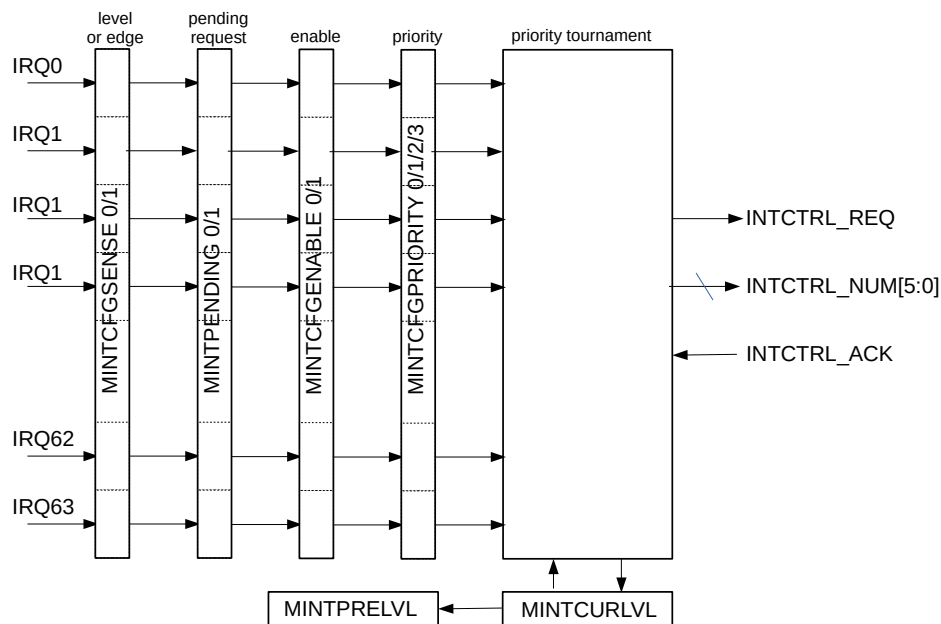 level
or edge
pending
request
enable
priority
priority tournament
IRQ0
IRQ1
IRQ1
IRQ1
IRQ62
IRQ63
MINTCFGSENSE 0/1
MINTPENDING 0/1
MINTCFGENABLE 0/1
MINTCFGPRIORITY 0/1/2/3
INTCTRL_REQ
INTCTRL_NUM[5:0]
INTCTRL_ACK
MINTPRELVL
MINTCURLVL